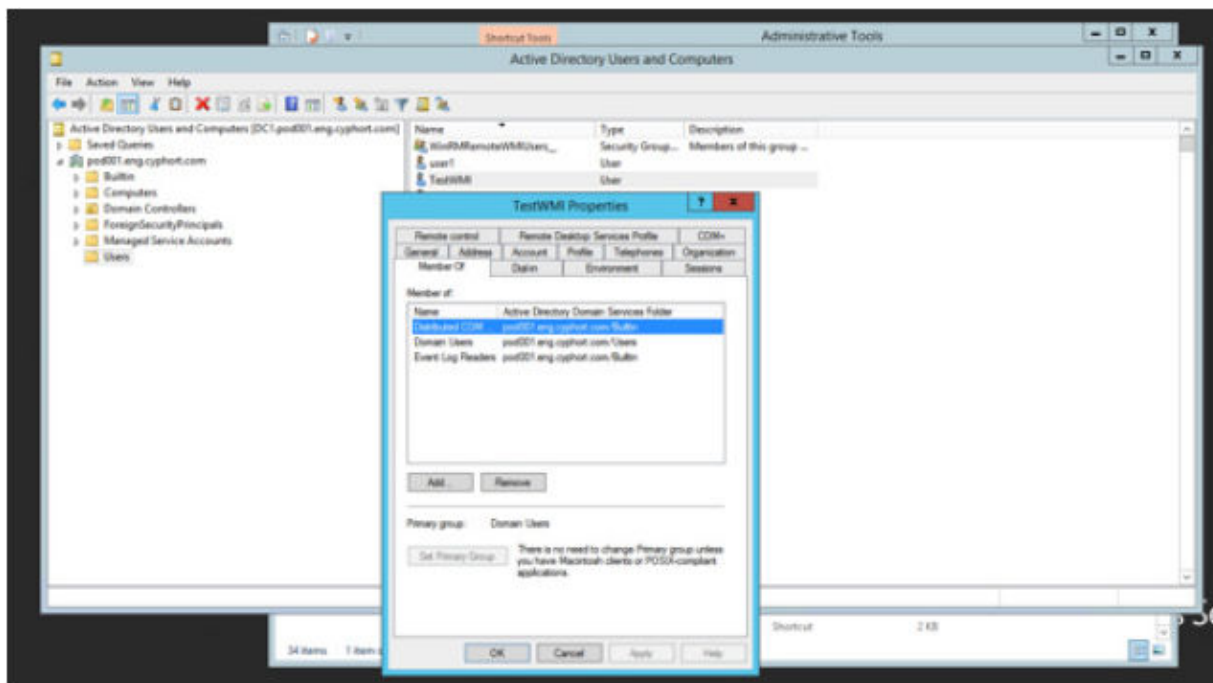 Shortcut Tools
Administrative Tools
Active Directory Users and Computers
File Action View Help
Active Directory Users and Computers [DC1.pod001.eng.cyphort.com]
Saved Queries
pod001.eng.cyphort.com
Builtin
Computers
Domain Controllers
ForeignSecurityPrincipals
Managed Service Accounts
Users
Name Type Description
WinRMRemoteWMIUsers__ Security Group... Members of this group ...
user1 User
TestWMI User
TestWMI Properties
? x
Remote control Remote Desktop Services Profile COM+
General Address Account Profile Telephones Organization
Member Of Dial-in Environment Sessions
Member of:
Name Active Directory Domain Services Folder
Distributed COM ... pod001.eng.cyphort.com/Builtin
Domain Users pod001.eng.cyphort.com/Users
Event Log Readers pod001.eng.cyphort.com/Builtin
Add... Remove
Primary group: Domain Users
Set Primary Group
There is no need to change Primary group unless
you have Macintosh clients or POSIX-compliant
applications.
OK Cancel Apply Help
34 items 1 item
Shortcut 2 KB